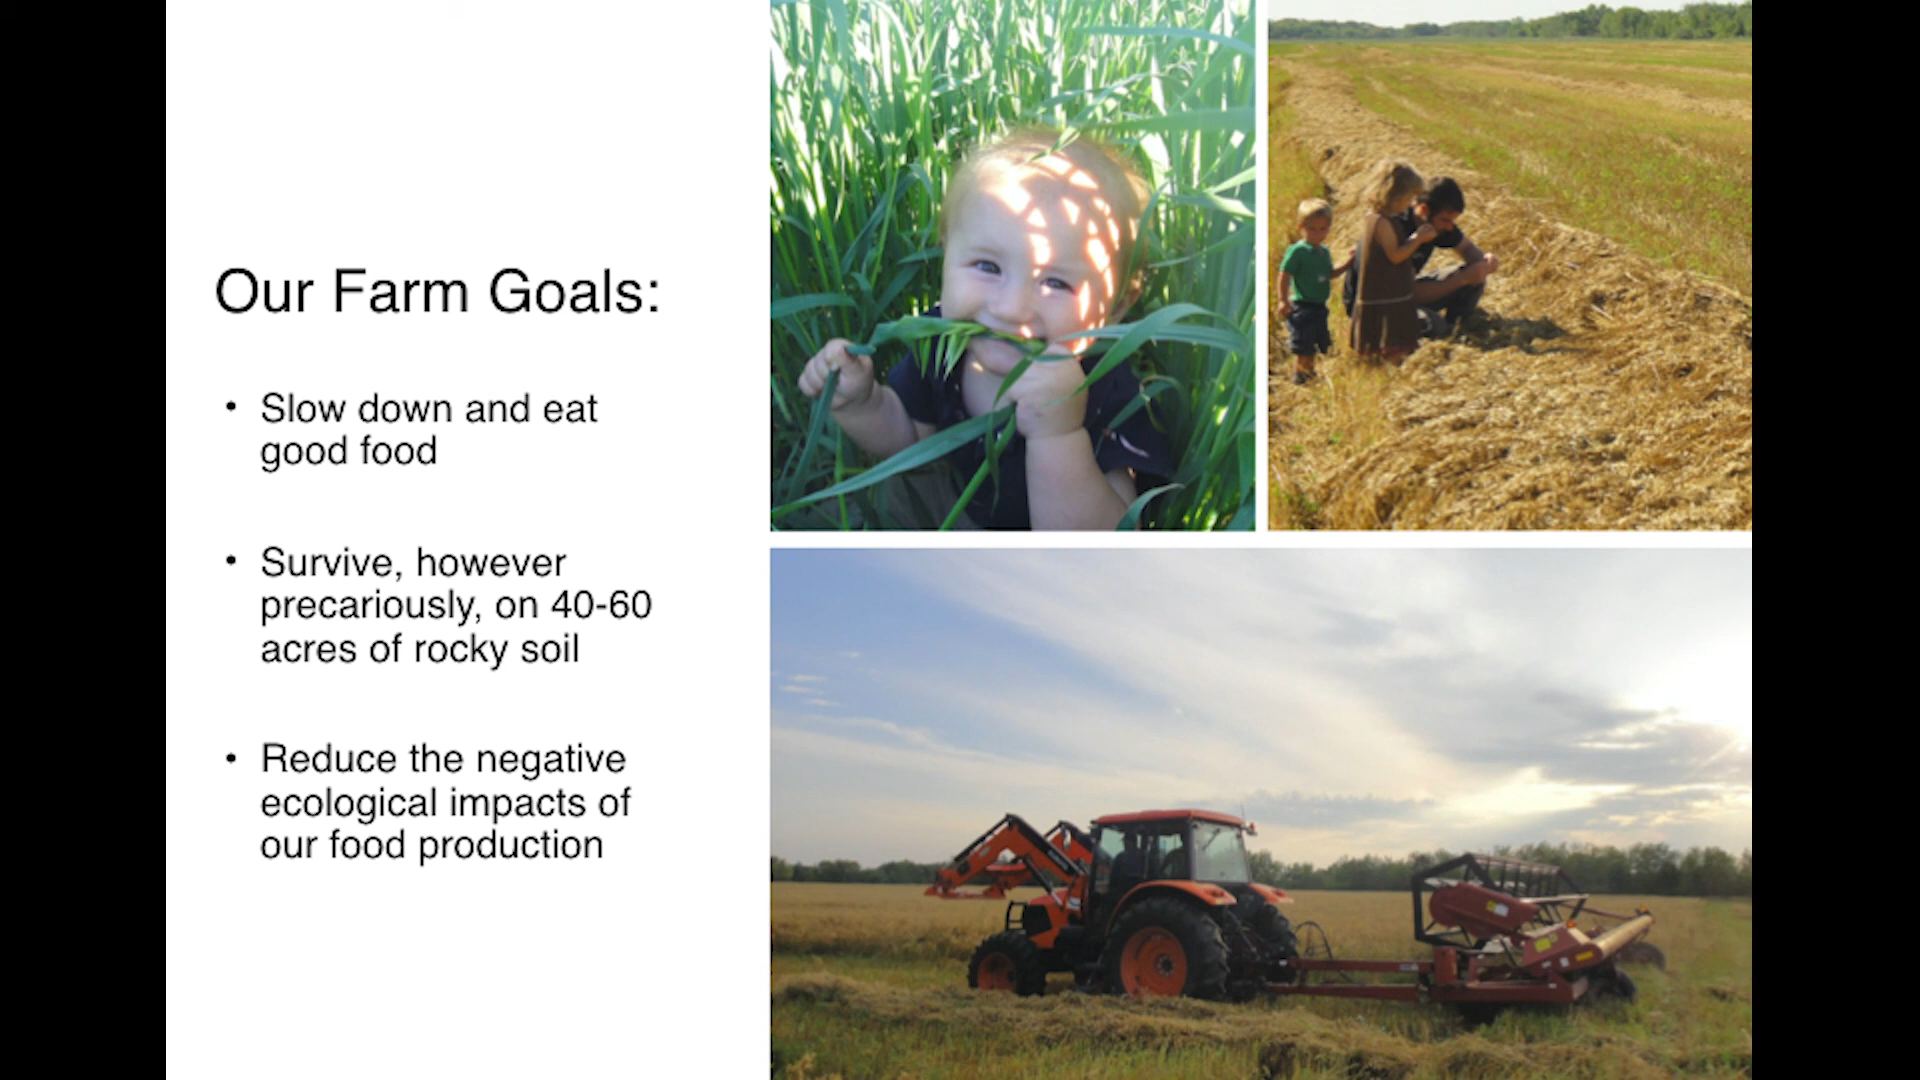 Our Farm Goals:
• Slow down and eat
good food
• Survive, however
precariously, on 40-60
acres of rocky soil
• Reduce the negative
ecological impacts of
our food production